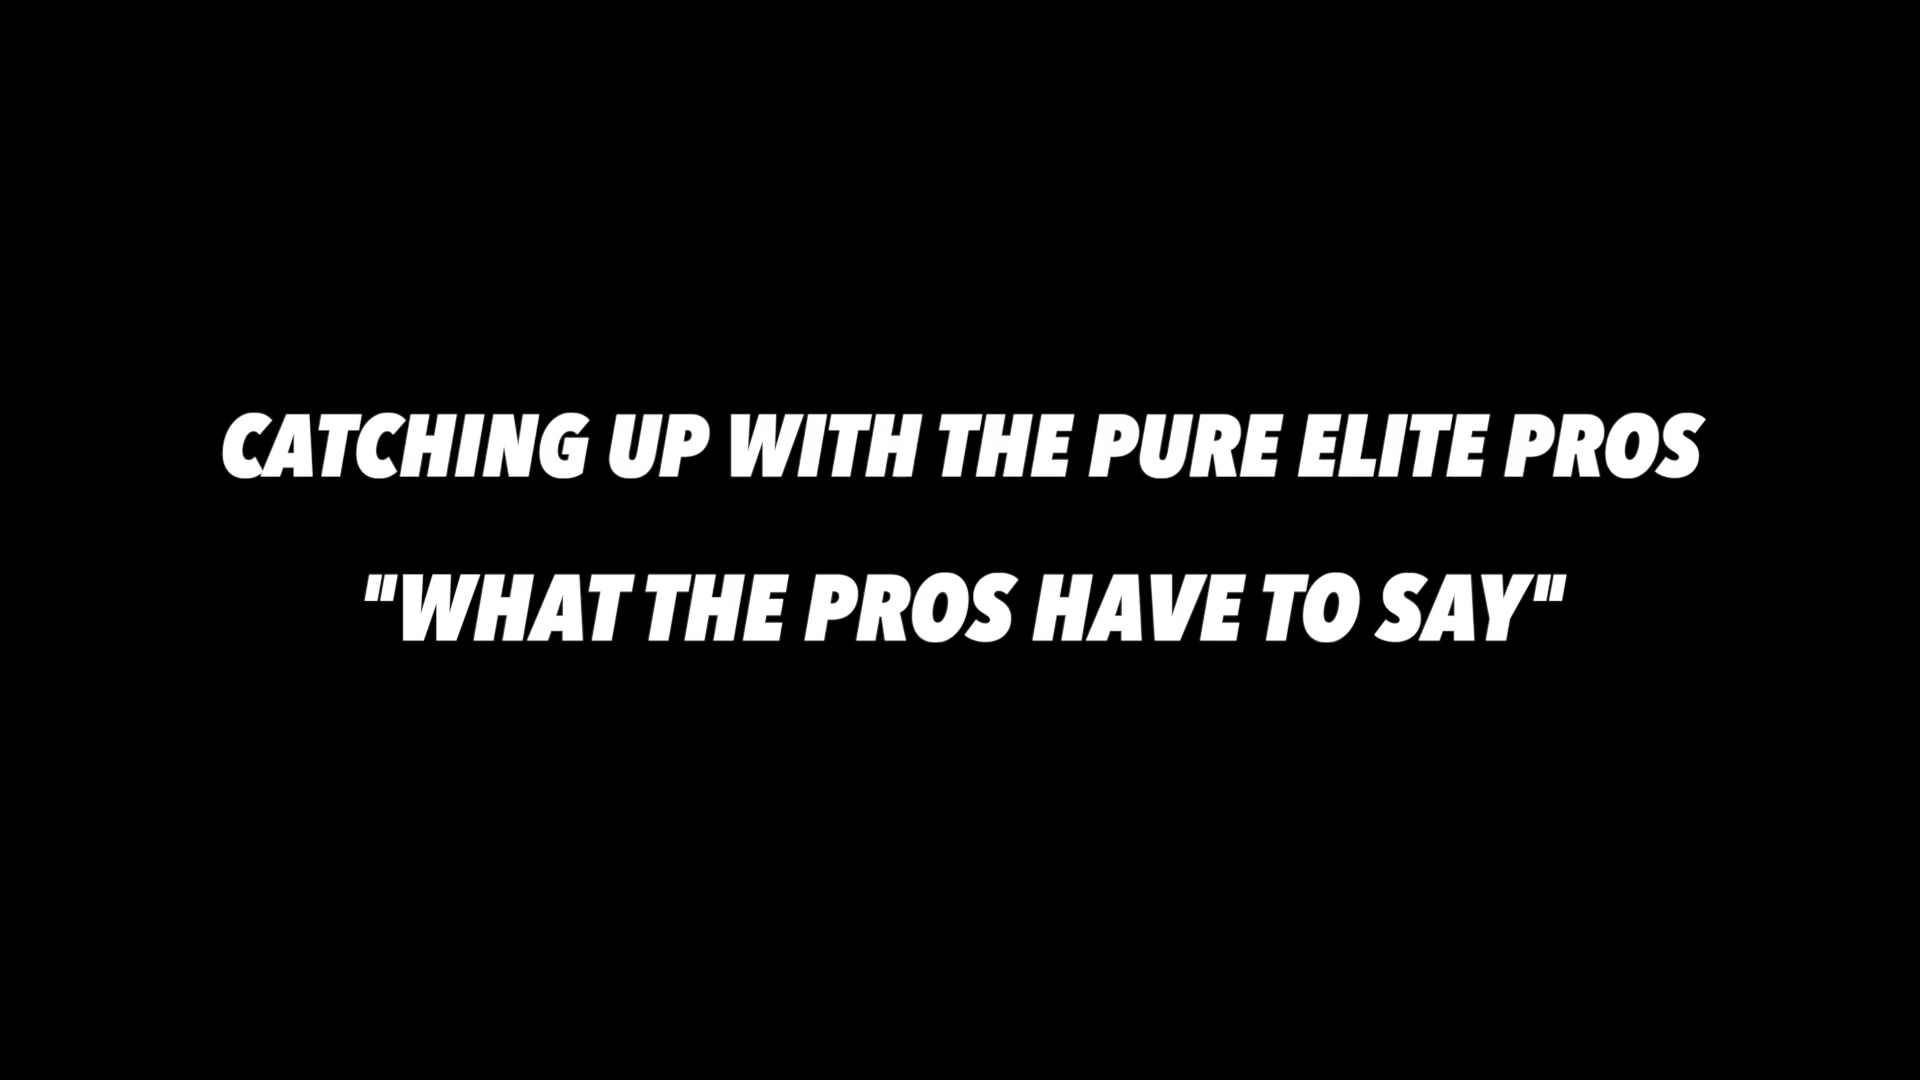 CATCHING UP WITH THE PURE ELITE PROS
"WHAT THE PROS HAVE TO SAY"